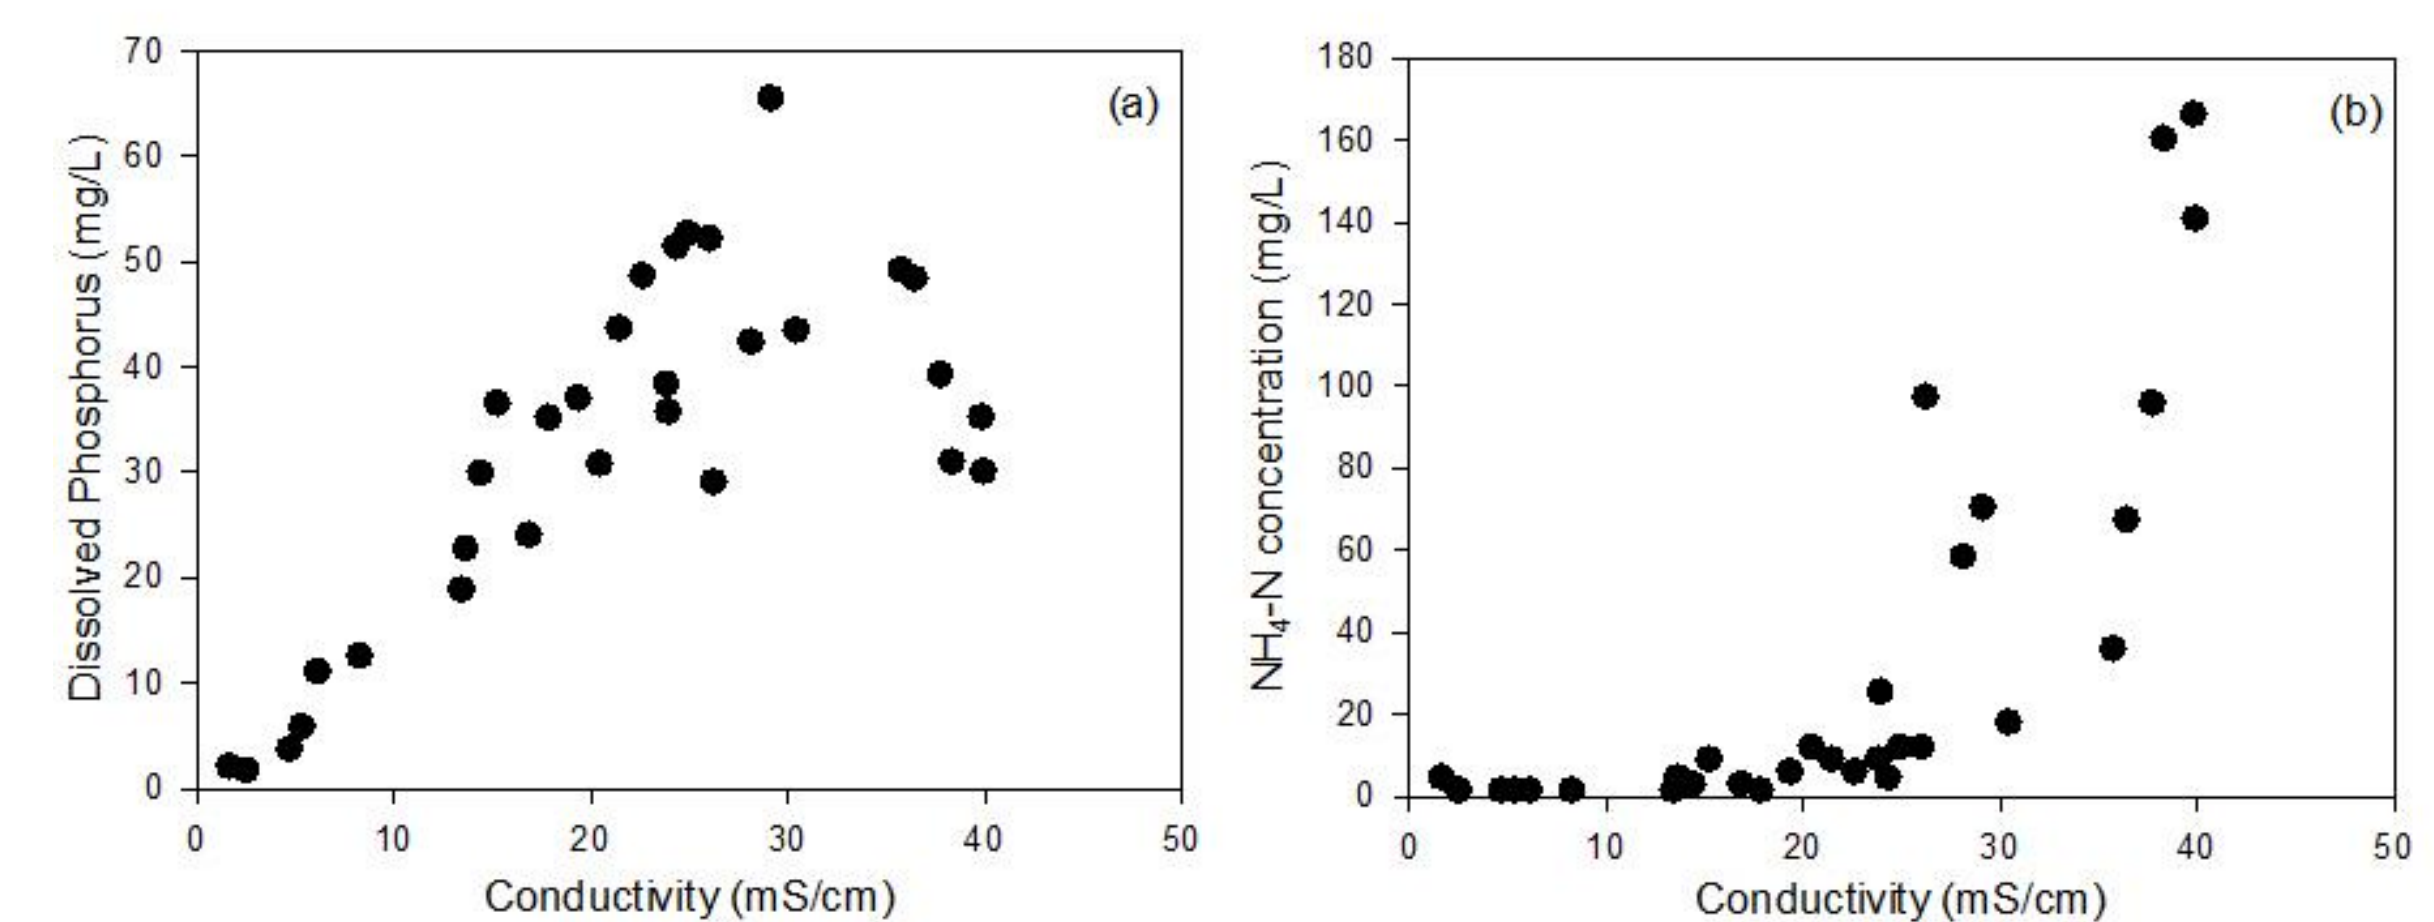 70
60
50
40
30
20
10
0
Dissolved Phosphorus (mg/L)
(a)
0 10 20 30 40 50
Conductivity (mS/cm)
180
160
140
120
100
80
60
40
20
0
NH₄-N concentration (mg/L)
(b)
0 10 20 30 40 50
Conductivity (mS/cm)